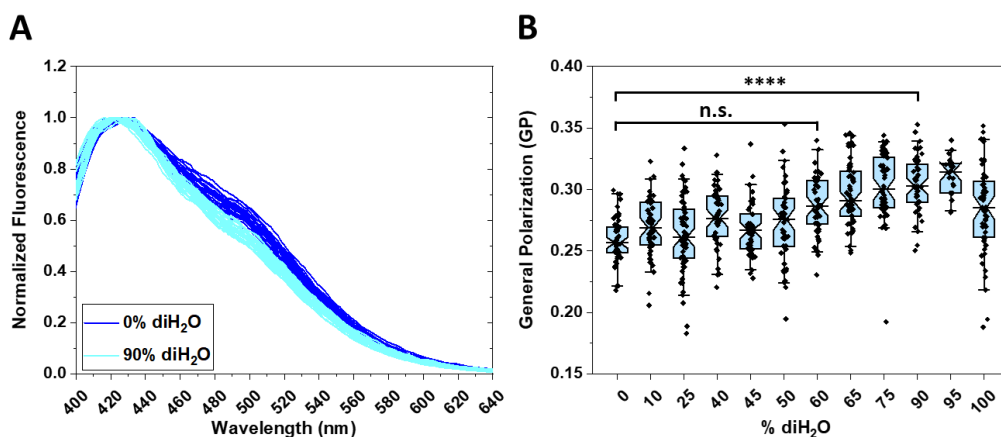 A
Normalized Fluorescence
1.2
1.0
0.8
0.6
0.4
0.2
0.0
0% diH₂O
90% diH₂O
400 420 440 460 480 500 520 540 560 580 600 620 640
Wavelength (nm)
B
General Polarization (GP)
0.40
0.35
0.30
0.25
0.20
0.15
****
n.s.
0 10 25 40 45 50 60 65 75 90 95 100
% diH₂O